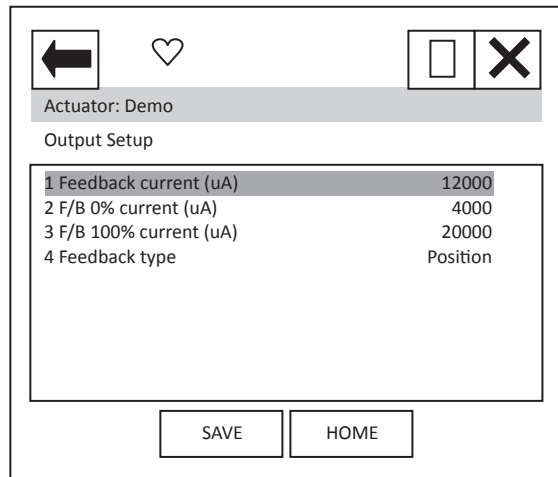 Actuator: Demo
Output Setup
1 Feedback current (uA) 12000
2 F/B 0% current (uA) 4000
3 F/B 100% current (uA) 20000
4 Feedback type Position
SAVE HOME